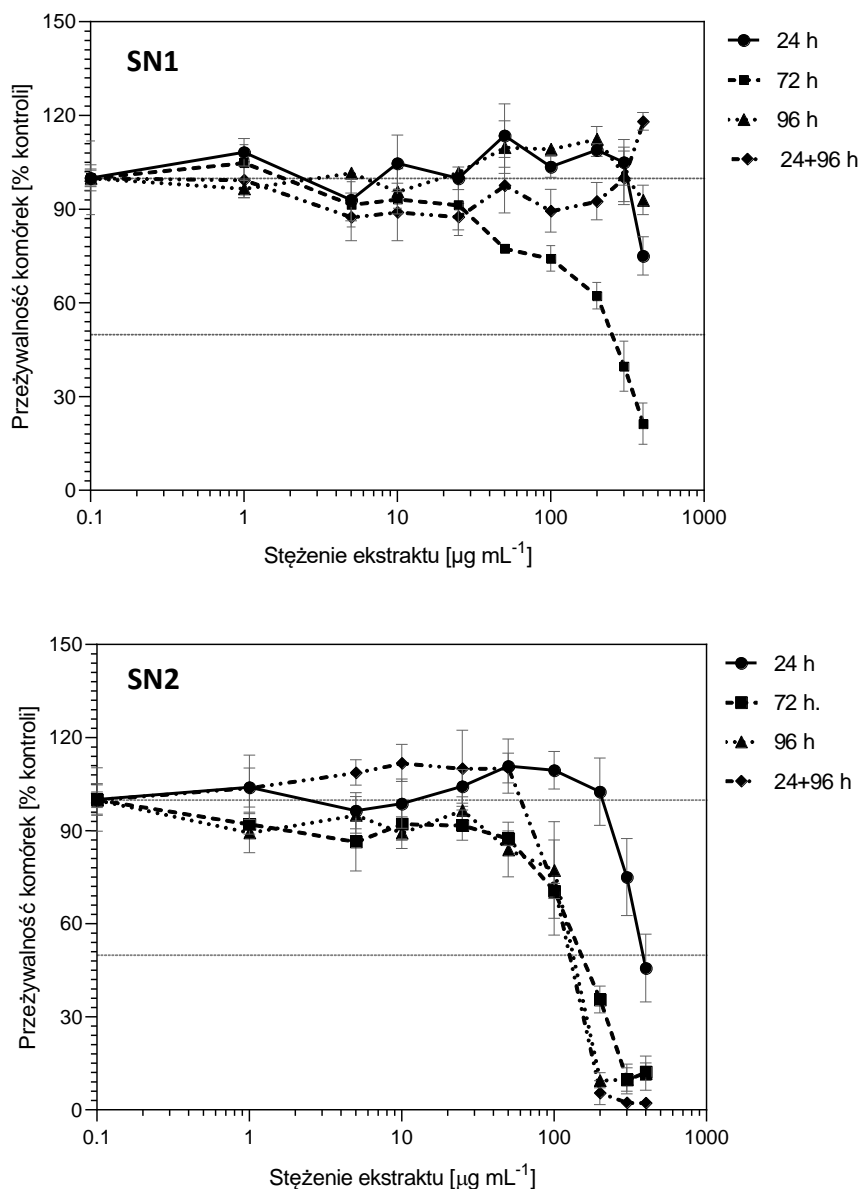 150
120
90
60
30
0
Przeżywalność komórek [% kontroli]
SN1
24 h
72 h
96 h
24+96 h
0.1 1 10 100 1000
Stężenie ekstraktu [µg mL⁻¹]
150
120
90
60
30
0
Przeżywalność komórek [% kontroli]
SN2
24 h
72 h.
96 h
24+96 h
0.1 1 10 100 1000
Stężenie ekstraktu [µg mL⁻¹]